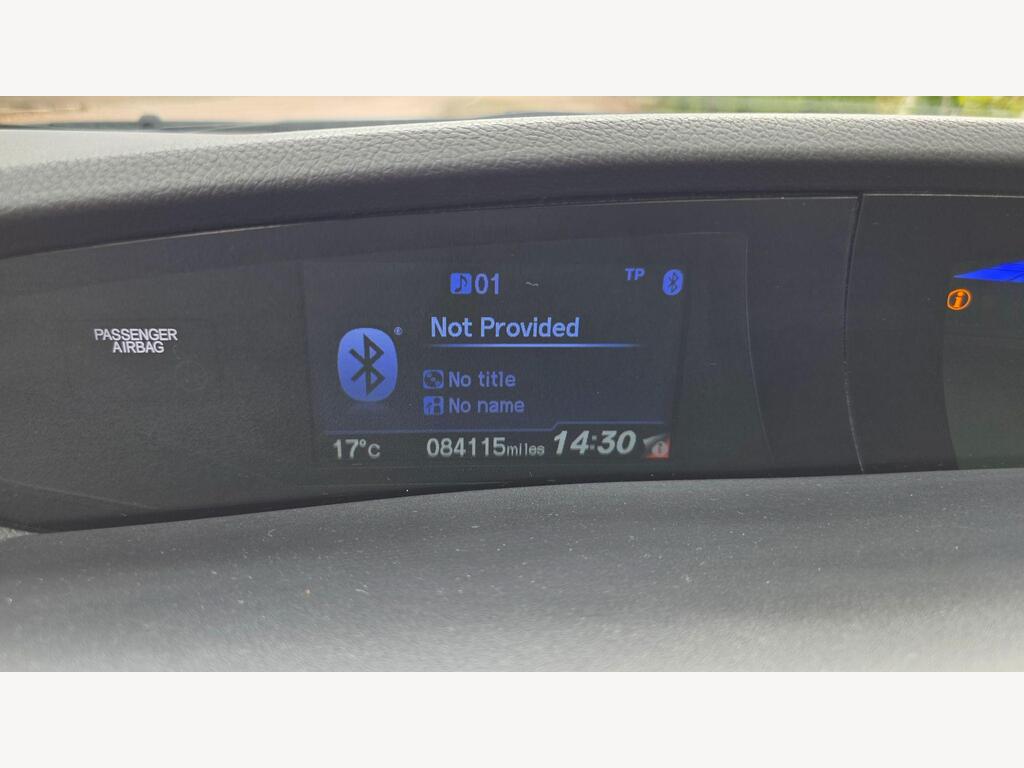 01
TP
Not Provided
PASSENGER
AIRBAG
No title
No name
17°C
084115miles
14:30
i
i